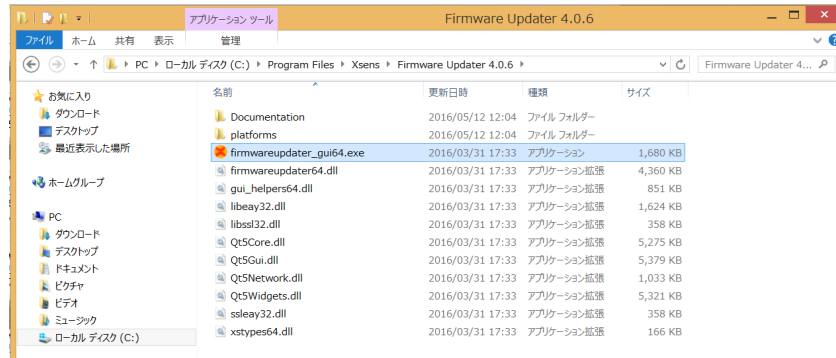 アプリケーション ツール
Firmware Updater 4.0.6
ファイル ホーム 共有 表示 管理
PC ローカル ディスク (C:) Program Files Xsens Firmware Updater 4.0.6
Firmware Updater 4....
名前 更新日時 種類 サイズ
お気に入り
ダウンロード
デスクトップ
最近表示した場所
ホームグループ
PC
ダウンロード
デスクトップ
ドキュメント
ピクチャ
ビデオ
ミュージック
ローカル ディスク (C:)
Documentation 2016/05/12 12:04 ファイル フォルダー
platforms 2016/05/12 12:04 ファイル フォルダー
firmwareupdater_gui64.exe 2016/03/31 17:33 アプリケーション 1,680 KB
firmwareupdater64.dll 2016/03/31 17:33 アプリケーション拡張 4,360 KB
gui_helpers64.dll 2016/03/31 17:33 アプリケーション拡張 851 KB
libeay32.dll 2016/03/31 17:33 アプリケーション拡張 1,624 KB
libssl32.dll 2016/03/31 17:33 アプリケーション拡張 358 KB
Qt5Core.dll 2016/03/31 17:33 アプリケーション拡張 5,275 KB
Qt5Gui.dll 2016/03/31 17:33 アプリケーション拡張 5,379 KB
Qt5Network.dll 2016/03/31 17:33 アプリケーション拡張 1,033 KB
Qt5Widgets.dll 2016/03/31 17:33 アプリケーション拡張 5,321 KB
ssleay32.dll 2016/03/31 17:33 アプリケーション拡張 358 KB
xstypes64.dll 2016/03/31 17:33 アプリケーション拡張 166 KB